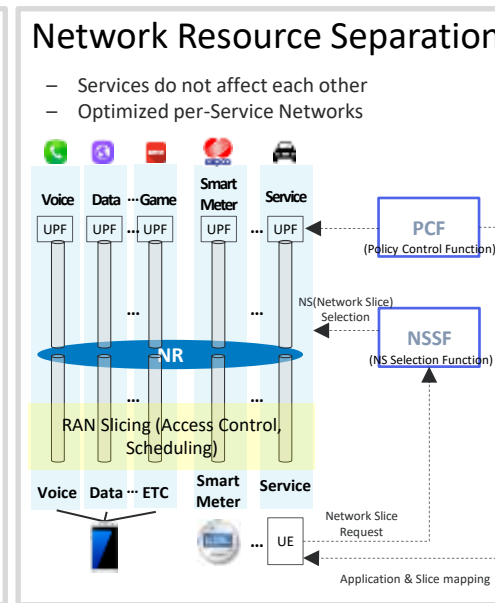 Network Resource Separation
– Services do not affect each other
– Optimized per-Service Networks
Voice Data ··· Game Smart Meter Service
UPF UPF ... UPF UPF ... UPF
PCF
(Policy Control Function)
NS(Network Slice)
Selection
... ...
NSSF
(NS Selection Function)
NR
... ...
RAN Slicing (Access Control,
Scheduling)
Voice Data ··· ETC Smart Meter Service
... UE
Network Slice
Request
Application & Slice mapping